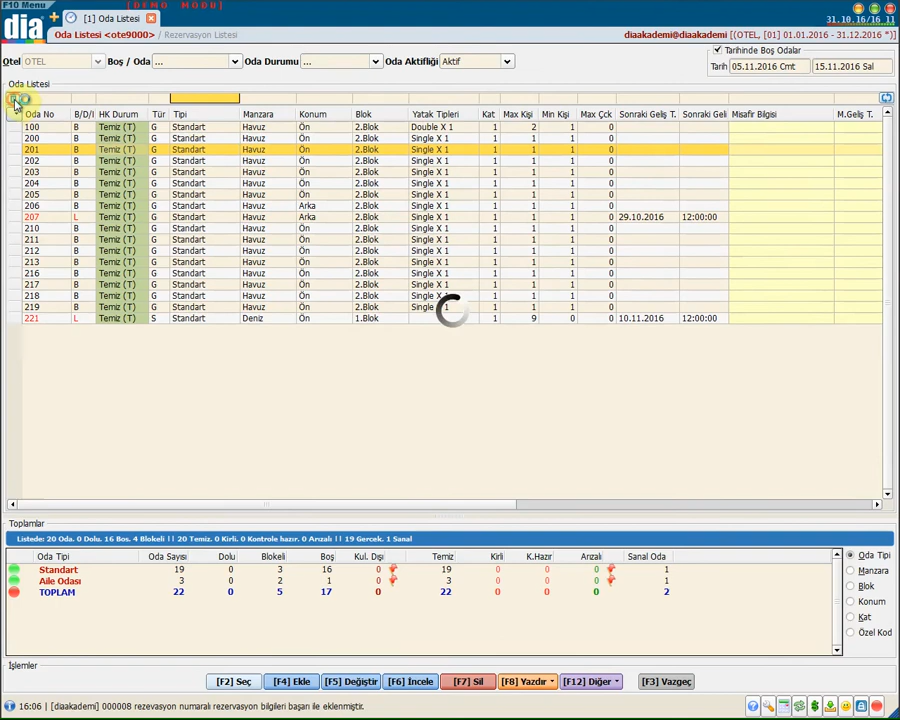 F10 Menu [DEMO MODU]
dia [1] Oda Listesi
31.10.16/16 11
Oda Listesi <ote9000> / Rezervasyon Listesi diaakademi@diaakademi [(OTEL, [01] 01.01.2016 - 31.12.2016 *)]
Otel OTEL Boş / Oda ... Oda Durumu ... Oda Aktifliği Aktif
Tarihinde Boş Odalar
Tarih 05.11.2016 Cmt 15.11.2016 Sal
Oda Listesi
Oda No B/D/I HK Durum Tür Tipi Manzara Konum Blok Yatak Tipleri Kat Max Kişi Min Kişi Max Çck Sonraki Geliş T. Sonraki Geli Misafir Bilgisi M.Geliş T.
100 B Temiz (T) G Standart Havuz Ön 2.Blok Double X 1 1 2 1 0
200 B Temiz (T) G Standart Havuz Ön 2.Blok Single X 1 1 1 1 0
201 B Temiz (T) G Standart Havuz Ön 2.Blok Single X 1 1 1 1 0
202 B Temiz (T) G Standart Havuz Ön 2.Blok Single X 1 1 1 1 0
203 B Temiz (T) G Standart Havuz Ön 2.Blok Single X 1 1 1 1 0
204 B Temiz (T) G Standart Havuz Ön 2.Blok Single X 1 1 1 1 0
205 B Temiz (T) G Standart Havuz Ön 2.Blok Single X 1 1 1 1 0
206 B Temiz (T) G Standart Havuz Arka 2.Blok Single X 1 1 1 1 0
207 L Temiz (T) G Standart Havuz Arka 2.Blok Single X 1 1 1 1 0 29.10.2016 12:00:00
210 B Temiz (T) G Standart Havuz Ön 2.Blok Single X 1 1 1 1 0
211 B Temiz (T) G Standart Havuz Ön 2.Blok Single X 1 1 1 1 0
212 B Temiz (T) G Standart Havuz Ön 2.Blok Single X 1 1 1 1 0
213 B Temiz (T) G Standart Havuz Ön 2.Blok Single X 1 1 1 1 0
216 B Temiz (T) G Standart Havuz Ön 2.Blok Single X 1 1 1 1 0
217 B Temiz (T) G Standart Havuz Ön 2.Blok Single X 1 1 1 1 0
218 B Temiz (T) G Standart Havuz Ön 2.Blok Single X 1 1 1 1 0
219 B Temiz (T) G Standart Havuz Ön 2.Blok Single 1 1 1 1 0
221 L Temiz (T) S Standart Deniz Ön 1.Blok 1 9 0 0 10.11.2016 12:00:00
Toplamlar
Listede: 20 Oda. 0 Dolu. 16 Boş. 4 Blokeli || 20 Temiz. 0 Kirli. 0 Kontrole hazır. 0 Arızalı || 19 Gerçek. 1 Sanal
Oda Tipi Oda Sayısı Dolu Blokeli Boş Kul. Dışı Temiz Kirli K.Hazır Arızalı Sanal Oda
Standart 19 0 3 16 0 19 0 0 0 1
Aile Odası 3 0 2 1 0 3 0 0 0 1
TOPLAM 22 0 5 17 0 22 0 0 0 2
Oda Tipi
Manzara
Blok
Konum
Kat
Özel Kod
İşlemler
[F2] Seç [F4] Ekle [F5] Değiştir [F6] İncele [F7] Sil [F8] Yazdır [F12] Diğer [F3] Vazgeç
16:06 | [diaakademi] 000008 rezervasyon numaralı rezervasyon bilgileri başarı ile eklenmiştir.